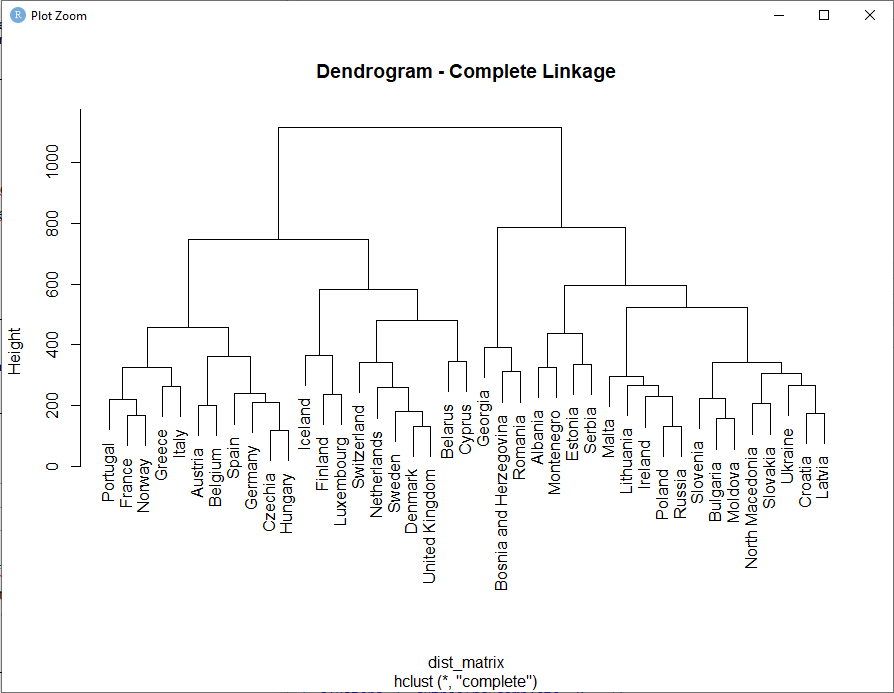 R Plot Zoom
Dendrogram - Complete Linkage
Height
0
200
400
600
800
1000
Portugal
France
Norway
Greece
Italy
Austria
Belgium
Spain
Germany
Czechia
Hungary
Iceland
Finland
Luxembourg
Switzerland
Netherlands
Sweden
Denmark
United Kingdom
Belarus
Cyprus
Georgia
Bosnia and Herzegovina
Romania
Albania
Montenegro
Estonia
Serbia
Malta
Lithuania
Ireland
Poland
Russia
Slovenia
Bulgaria
Moldova
North Macedonia
Slovakia
Ukraine
Croatia
Latvia
dist_matrix
hclust (*, "complete")